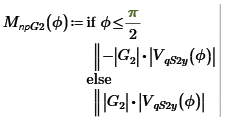 M_npG2(ϕ) := if ϕ ≤ π/2
‖ −|G_2| · |V_qS2y(ϕ)|
else
‖ |G_2| · |V_qS2y(ϕ)|